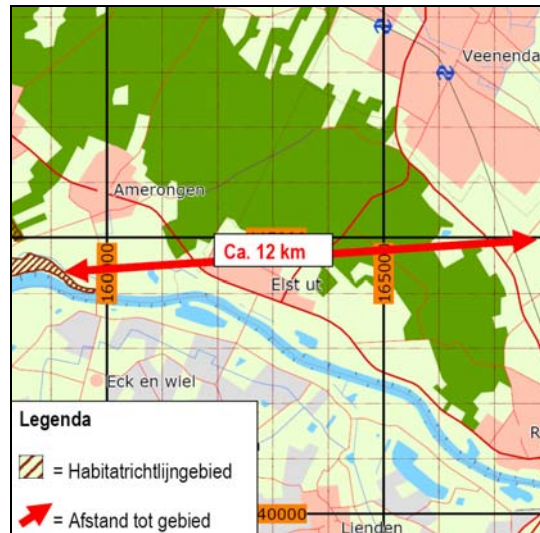 Veenenda
Amerongen
Ca. 12 km
160000
165000
Elst ut
Eck en wiel
R
Legenda
= Habitatrichtlijngebied
= Afstand tot gebied
40000
Lienden